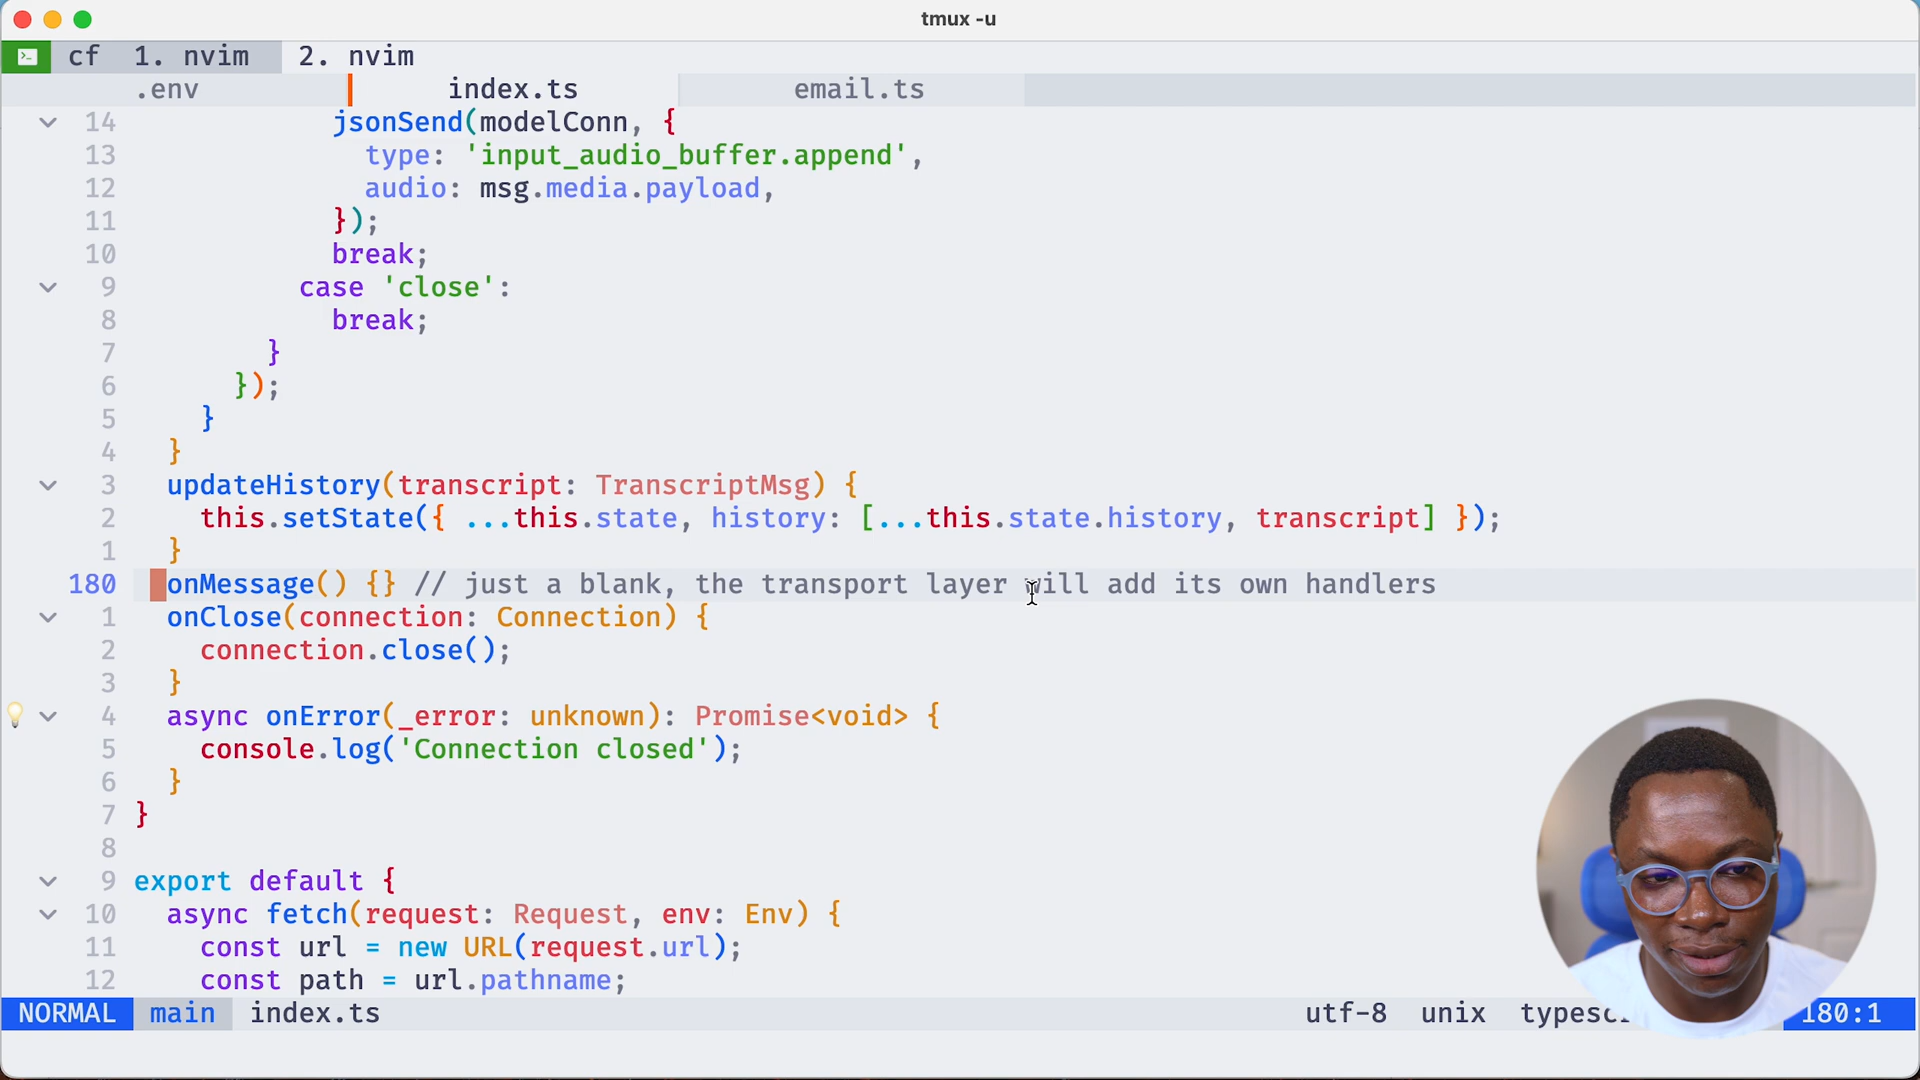 tmux -u
cf 1. nvim 2. nvim
.env index.ts email.ts
14 jsonSend(modelConn, {
13 type: 'input_audio_buffer.append',
12 audio: msg.media.payload,
11 });
10 break;
9 case 'close':
8 break;
7 }
6 });
5 }
4 }
3 updateHistory(transcript: TranscriptMsg) {
2 this.setState({ ...this.state, history: [...this.state.history, transcript] });
1 }
180 onMessage() {} // just a blank, the transport layer will add its own handlers
1 onClose(connection: Connection) {
2 connection.close();
3 }
4 async onError(_error: unknown): Promise<void> {
5 console.log('Connection closed');
6 }
7 }
8
9 export default {
10 async fetch(request: Request, env: Env) {
11 const url = new URL(request.url);
12 const path = url.pathname;
NORMAL main index.ts utf-8 unix 180:1